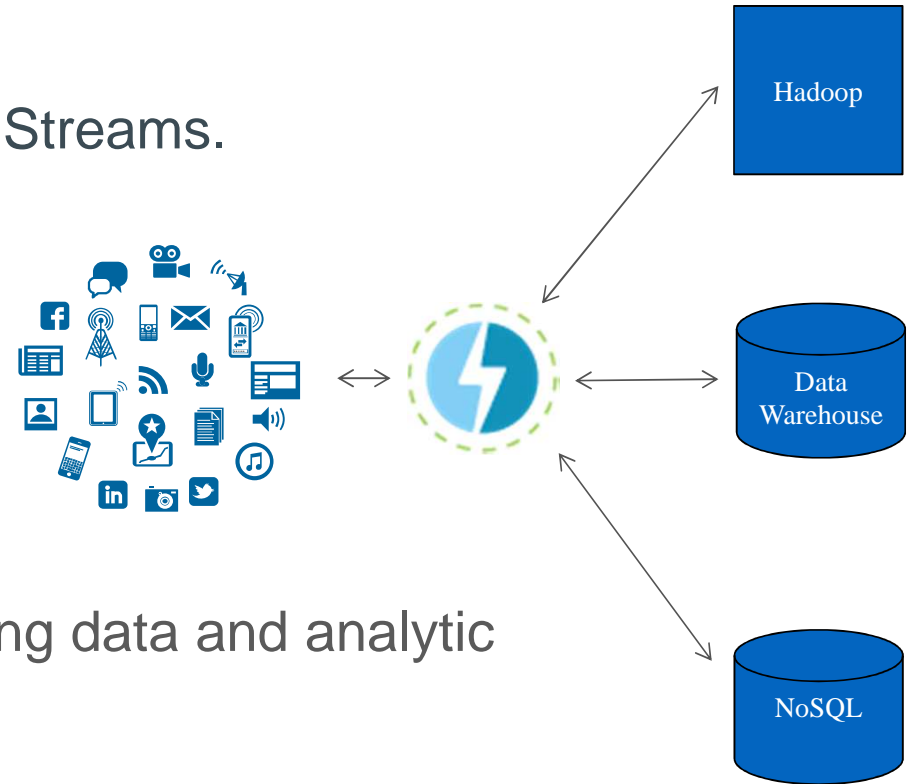 Streams.
Hadoop
Data
Warehouse
ng data and analytic
NoSQL